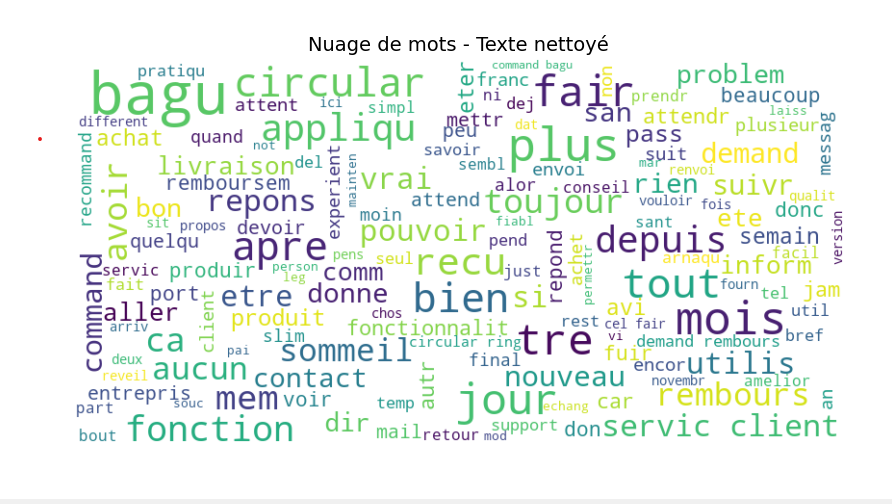 Nuage de mots - Texte nettoyé
command bagu
pratiqu
bagu
circular
eter
franc
non
problem
fair
attent
ici
simpl
ni
dej
prendr
beaucoup
different
mettr
san
attendr
laiss
plusieur
recommand
achat
quand
not
appliqu
peu
dat
plus
pass
messag
savoir
suit
demand
livraison
del
sembl
envoi
mar
renvoi
avoir
remboursem
experient
mainten
vrai
alor
conseil
rien
suivr
bon
repons
moin
attend
toujour
vouloir
fois
qualit
sit
propos
devoir
fiabl
sant
ete
donc
quelqu
apre
pens
pouvoir
pend
repond
depuis
semain
version
command
servic
produir
person
seul
recu
just
achet
permettr
arnaqu
facil
inform
fait
leg
comm
port
etre
donne
bien
si
tout
fourn
tel
jam
aller
client
produit
chos
avi
mois
util
arriv
ca
fonctionnalit
rest
cel fair
vi
bref
slim
circular ring
tre
demand rembours
deux
pai
sommeil
final
fuir
encor
utilis
reveil
aucun
contact
autr
nouveau
novembr
amelior
entrepris
souc
mem
voir
temp
jour
echang
car
rembours
an
part
bout
fonction
dir
mail
retour
mod
support
don
servic client